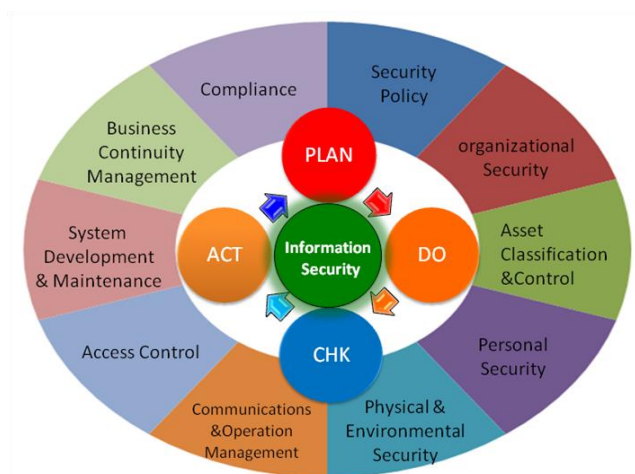 Compliance
Security
Policy
organizational
Security
Asset
Classification
&Control
Personal
Security
Physical &
Environmental
Security
Communications
&Operation
Management
Access Control
System
Development
& Maintenance
Business
Continuity
Management
PLAN
DO
CHK
ACT
Information
Security